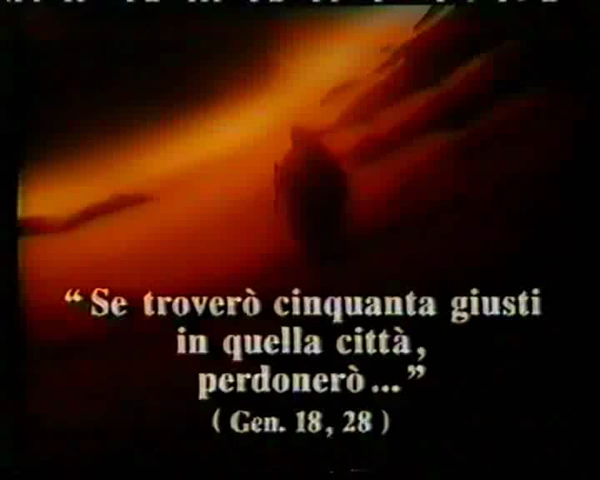 “ Se troverò cinquanta giusti
in quella città,
perdonerò ... ”
( Gen. 18, 28 )